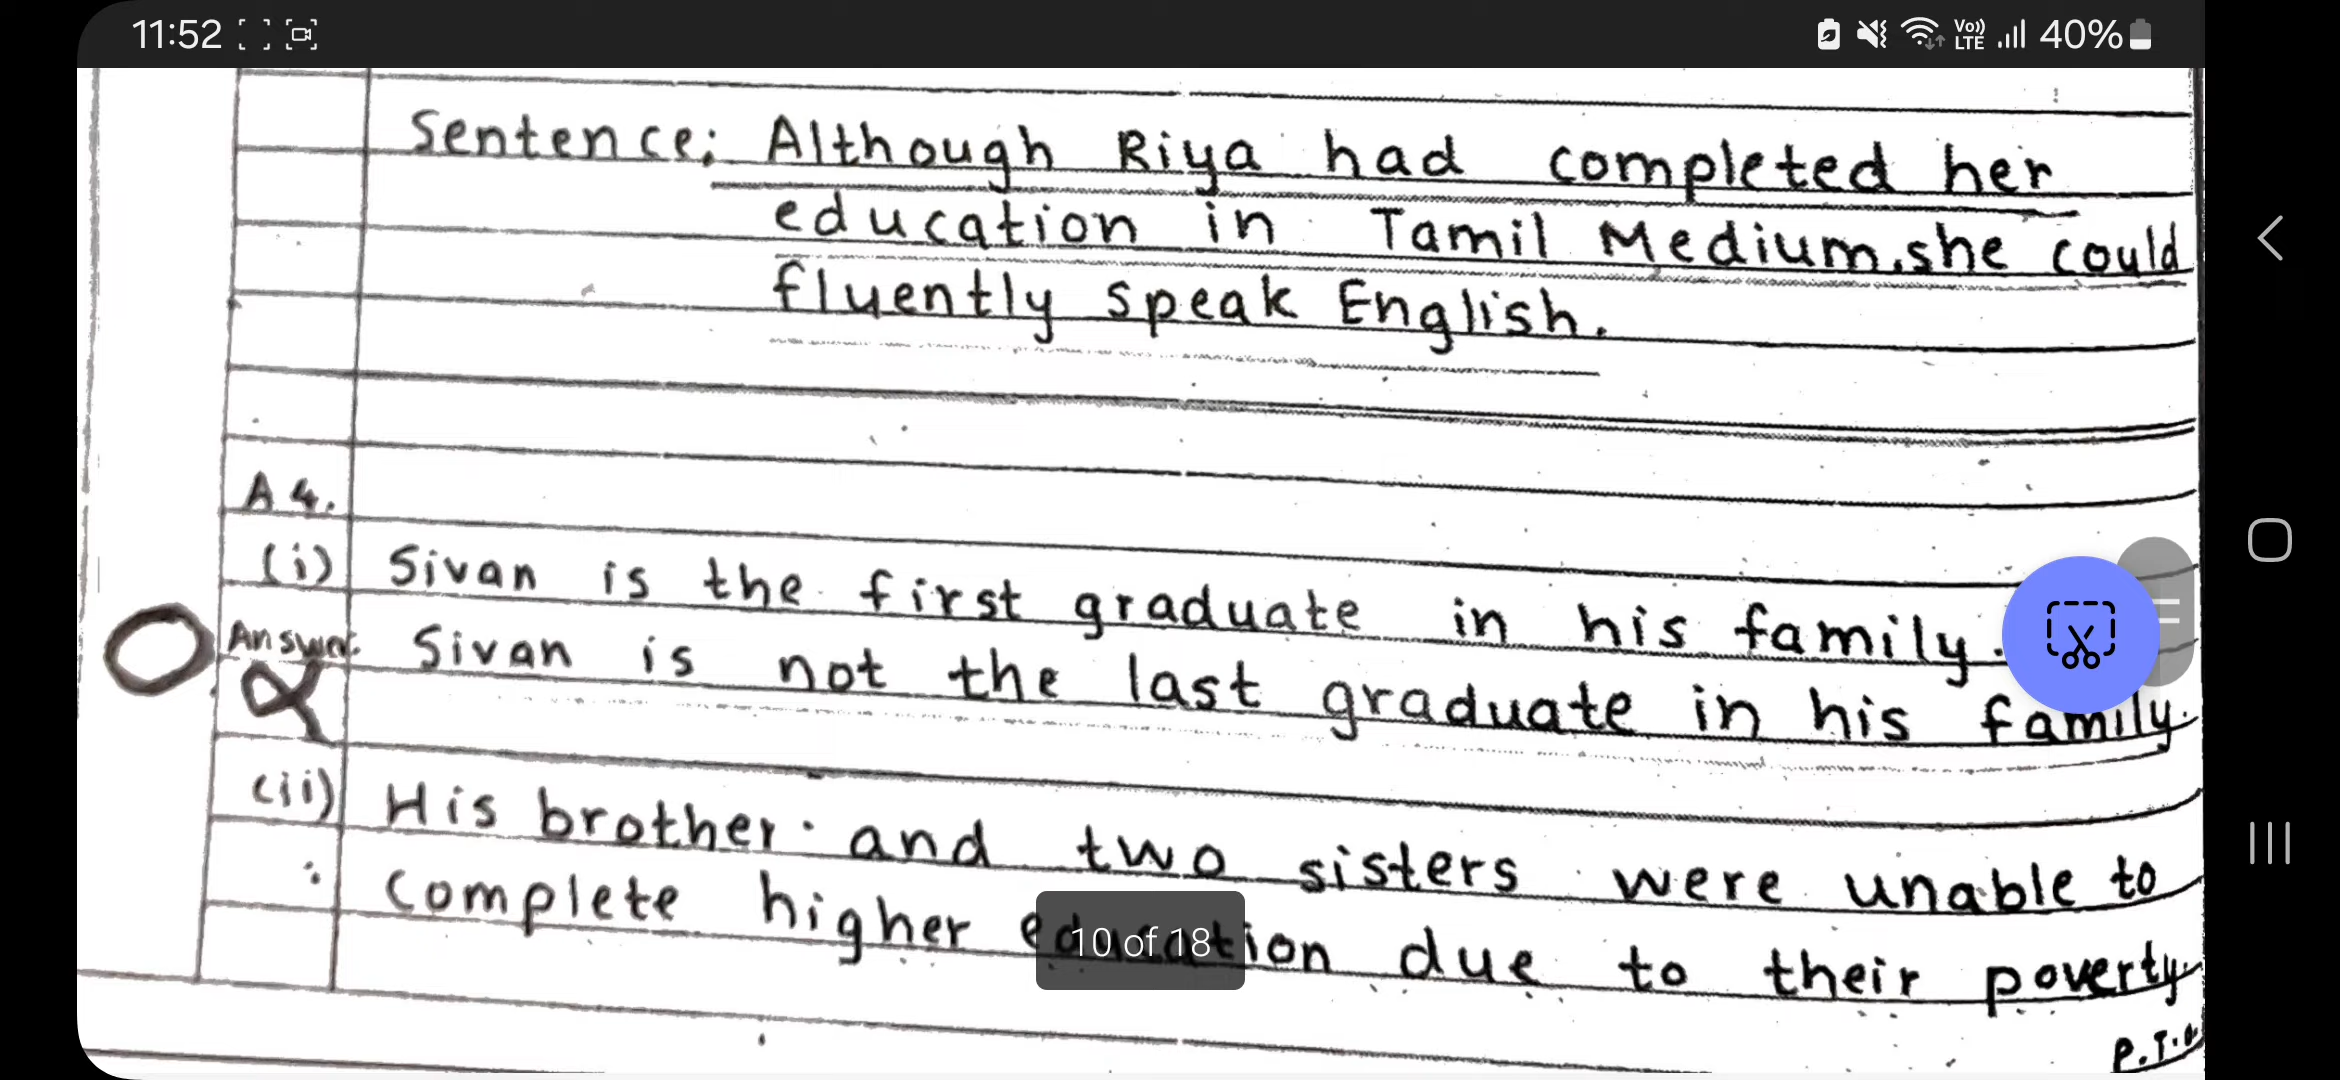 11:52
Vo)) LTE
40%
Sentence: Although Riya had completed her
education in Tamil Medium, she could
fluently speak English.
A4.
(i) Sivan is the first graduate in his family.
Answer. Sivan is not the last graduate in his family.
(ii) His brother and two sisters were unable to
complete higher education due to their poverty.
10 of 18
P.T.O